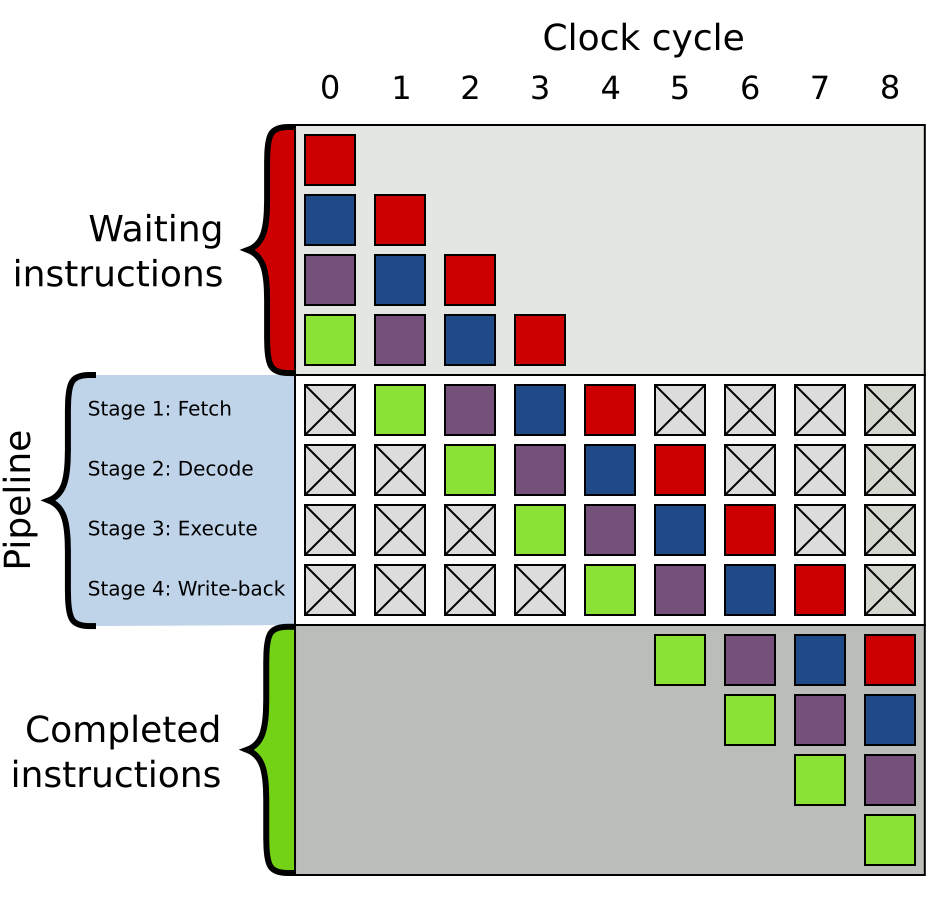 Clock cycle
0 1 2 3 4 5 6 7 8
Waiting
instructions
Pipeline
Stage 1: Fetch
Stage 2: Decode
Stage 3: Execute
Stage 4: Write-back
Completed
instructions